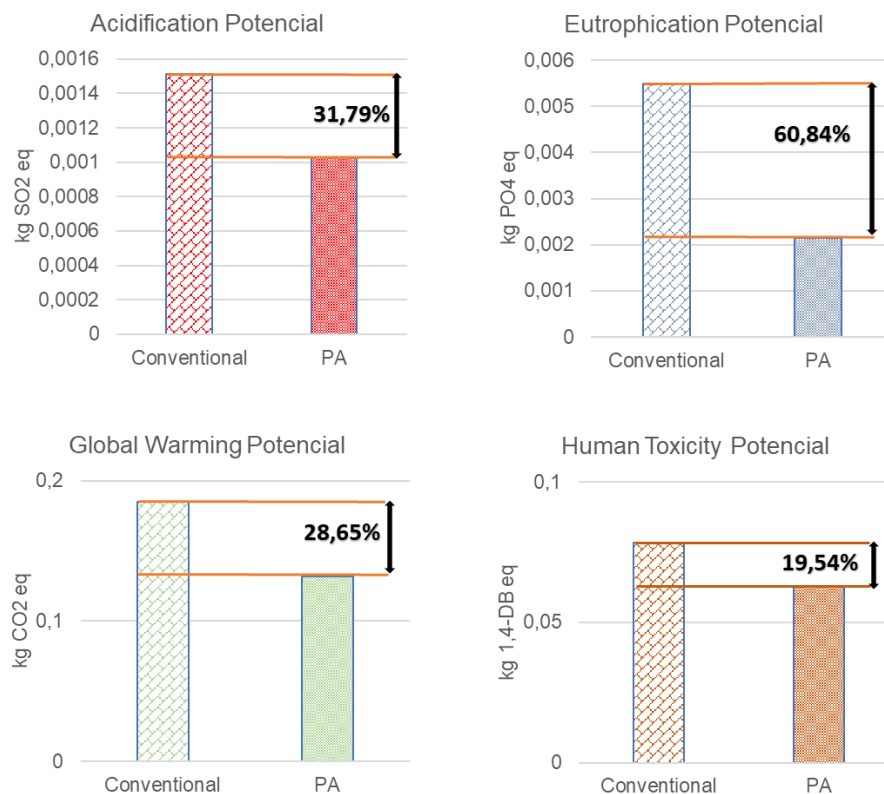 Acidification Potencial
kg SO2 eq
0,0016
0,0014
0,0012
0,001
0,0008
0,0006
0,0004
0,0002
0
31,79%
Conventional PA
Eutrophication Potencial
kg PO4 eq
0,006
0,005
0,004
0,003
0,002
0,001
0
60,84%
Conventional PA
Global Warming Potencial
kg CO2 eq
0,2
0,1
0
28,65%
Conventional PA
Human Toxicity Potencial
kg 1,4-DB eq
0,1
0,05
0
19,54%
Conventional PA